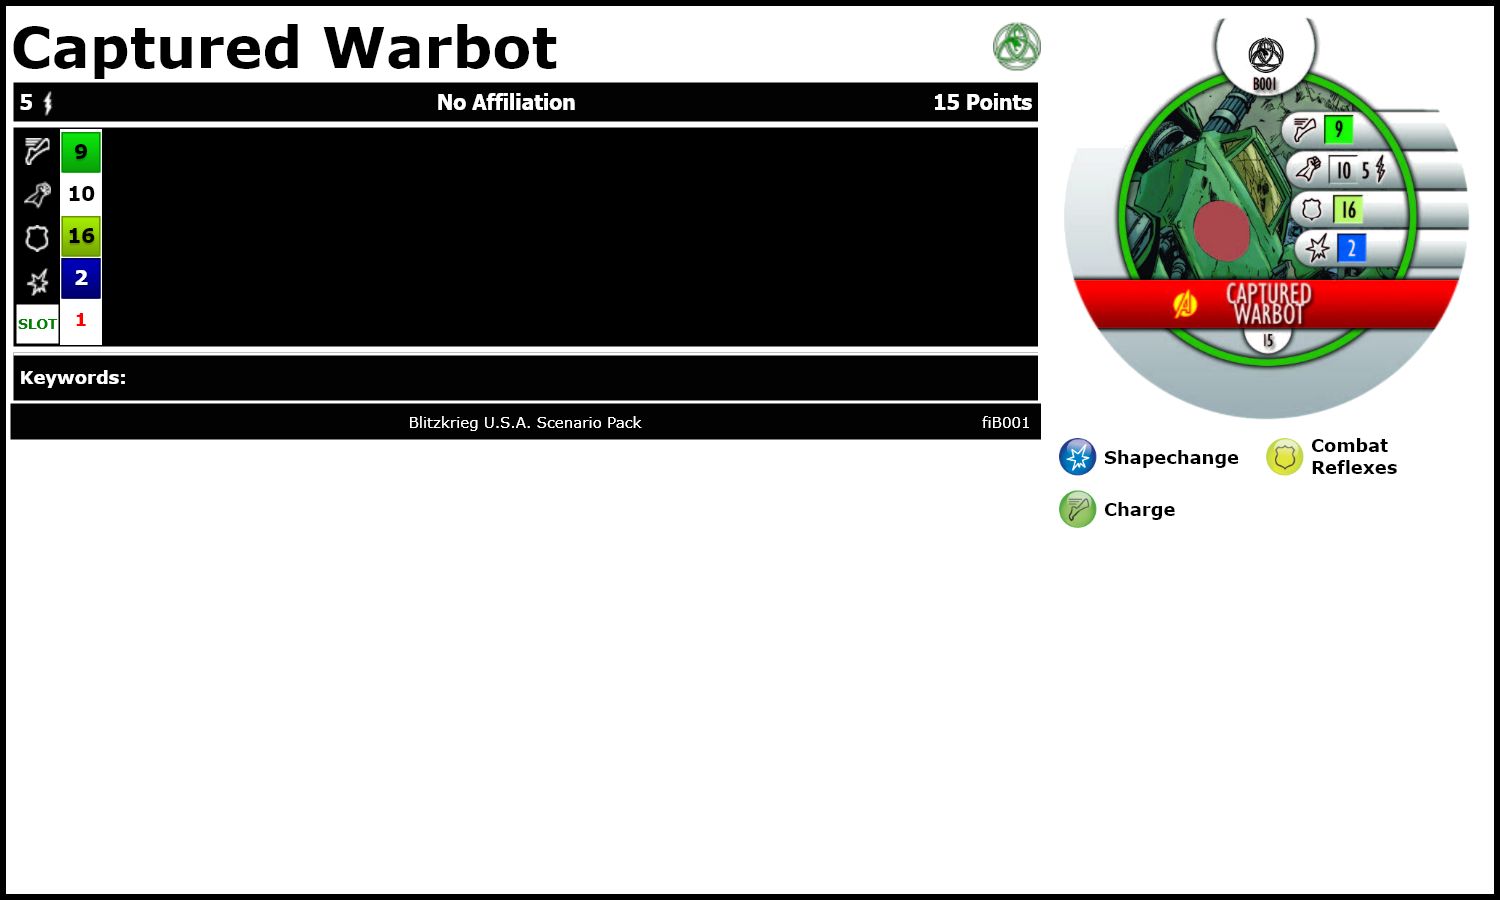 Captured Warbot
5 No Affiliation 15 Points
9
10
16
2
SLOT 1
Keywords:
Blitzkrieg U.S.A. Scenario Pack fiB001
B001
9
10 5
16
2
CAPTURED
WARBOT
15
Shapechange
Combat
Reflexes
Charge